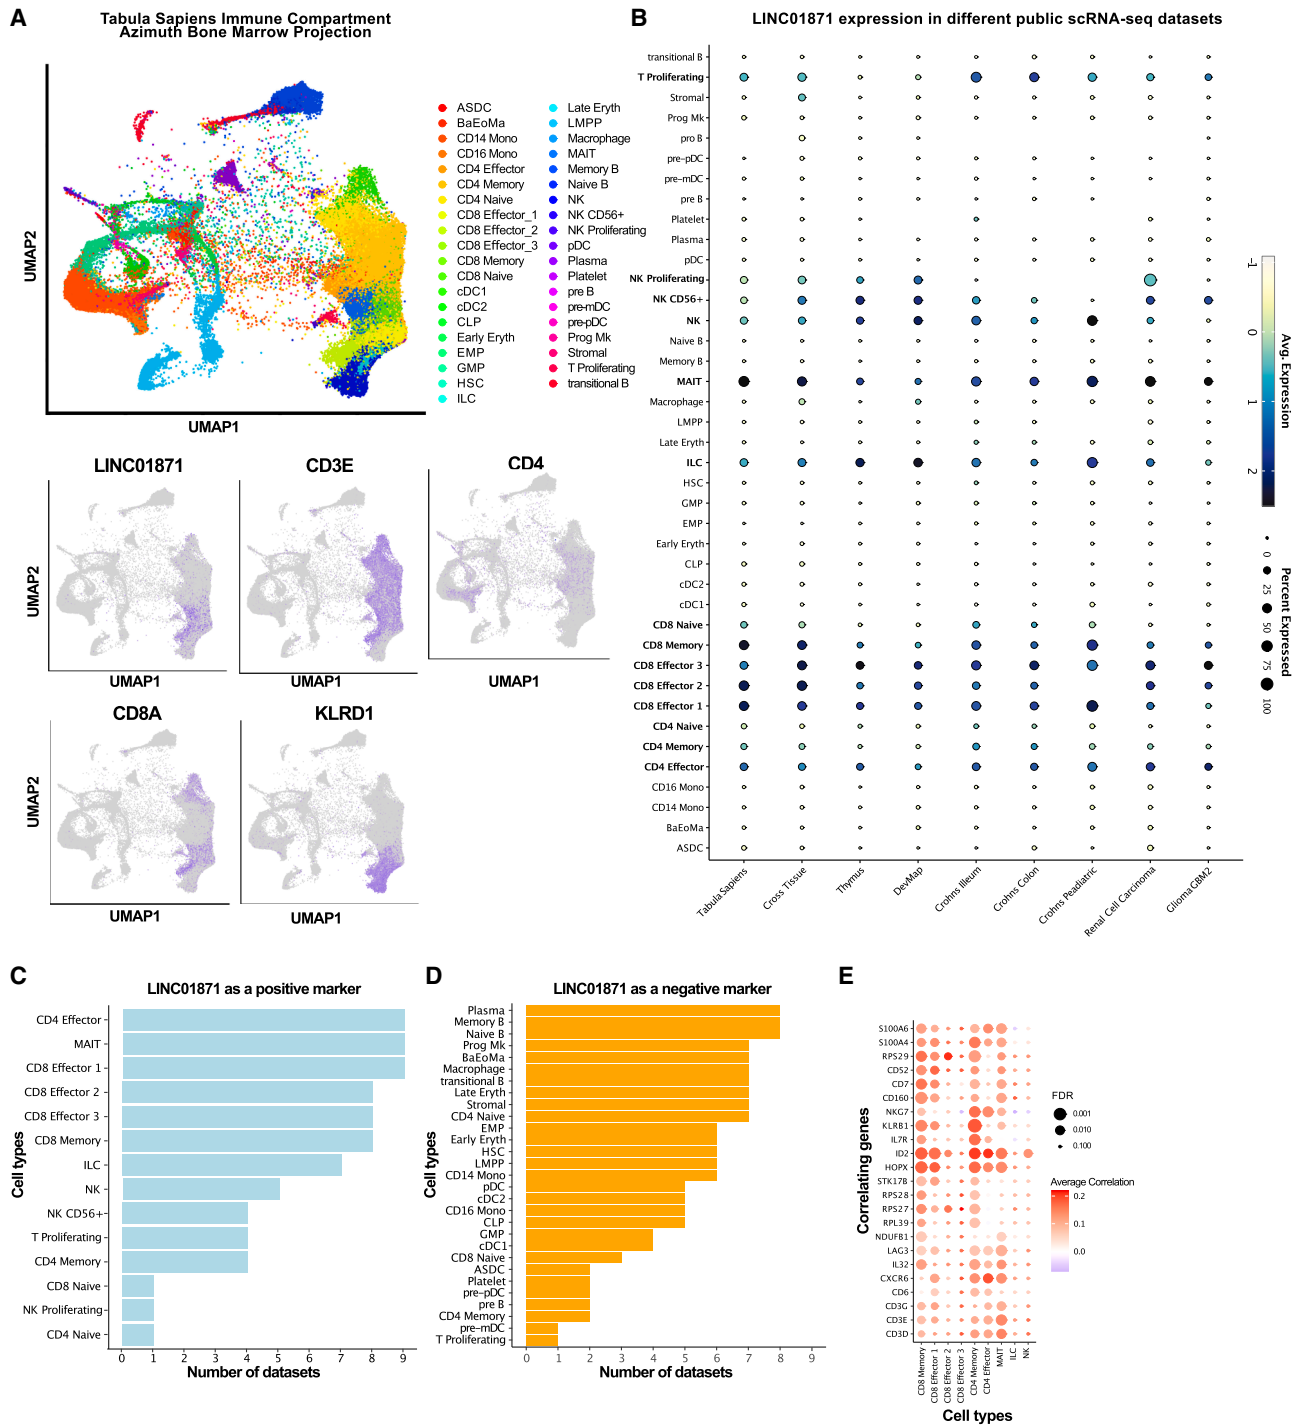 A
Tabula Sapiens Immune Compartment
Azimuth Bone Marrow Projection
UMAP2
UMAP1
ASDC
BaEoMa
CD14 Mono
CD16 Mono
CD4 Effector
CD4 Memory
CD4 Naive
CD8 Effector_1
CD8 Effector_2
CD8 Effector_3
CD8 Memory
CD8 Naive
cDC1
cDC2
CLP
Early Eryth
EMP
GMP
HSC
ILC
Late Eryth
LMPP
Macrophage
MAIT
Memory B
Naive B
NK
NK CD56+
NK Proliferating
pDC
Plasma
Platelet
pre B
pre-mDC
pre-pDC
Prog Mk
Stromal
T Proliferating
transitional B
LINC01871
UMAP2
UMAP1
CD3E
UMAP1
CD4
UMAP1
CD8A
UMAP2
UMAP1
KLRD1
UMAP1
B
LINC01871 expression in different public scRNA-seq datasets
transitional B
T Proliferating
Stromal
Prog Mk
pro B
pre-pDC
pre-mDC
pre B
Platelet
Plasma
pDC
NK Proliferating
NK CD56+
NK
Naive B
Memory B
MAIT
Macrophage
LMPP
Late Eryth
ILC
HSC
GMP
EMP
Early Eryth
CLP
cDC2
cDC1
CD8 Naive
CD8 Memory
CD8 Effector 3
CD8 Effector 2
CD8 Effector 1
CD4 Naive
CD4 Memory
CD4 Effector
CD16 Mono
CD14 Mono
BaEoMa
ASDC
Tabula Sapiens
Cross Tissue
Thymus
DevMap
Crohns Illeum
Crohns Colon
Crohns Peadiatric
Renal Cell Carcinoma
Glioma GBM2
-1
0
1
2
Avg. Expression
0
25
50
75
100
Percent Expressed
C
LINC01871 as a positive marker
Cell types
CD4 Effector
MAIT
CD8 Effector 1
CD8 Effector 2
CD8 Effector 3
CD8 Memory
ILC
NK
NK CD56+
T Proliferating
CD4 Memory
CD8 Naive
NK Proliferating
CD4 Naive
0 1 2 3 4 5 6 7 8 9
Number of datasets
D
LINC01871 as a negative marker
Cell types
Plasma
Memory B
Naive B
Prog Mk
BaEoMa
Macrophage
transitional B
Late Eryth
Stromal
CD4 Naive
EMP
Early Eryth
HSC
LMPP
CD14 Mono
pDC
cDC2
CD16 Mono
CLP
GMP
cDC1
CD8 Naive
ASDC
Platelet
pre-pDC
pre B
CD4 Memory
pre-mDC
T Proliferating
0 1 2 3 4 5 6 7 8 9
Number of datasets
E
Correlating genes
S100A6
S100A4
RPS29
CD52
CD7
CD160
NKG7
KLRB1
IL7R
ID2
HOPX
STK17B
RPS28
RPS27
RPL39
NDUFB1
LAG3
IL32
CXCR6
CD6
CD3G
CD3E
CD3D
CD8 Memory
CD8 Effector 1
CD8 Effector 2
CD8 Effector 3
CD4 Memory
CD4 Effector
MAIT
ILC
NK
Cell types
FDR
0.001
0.010
0.100
Average Correlation
0.2
0.1
0.0